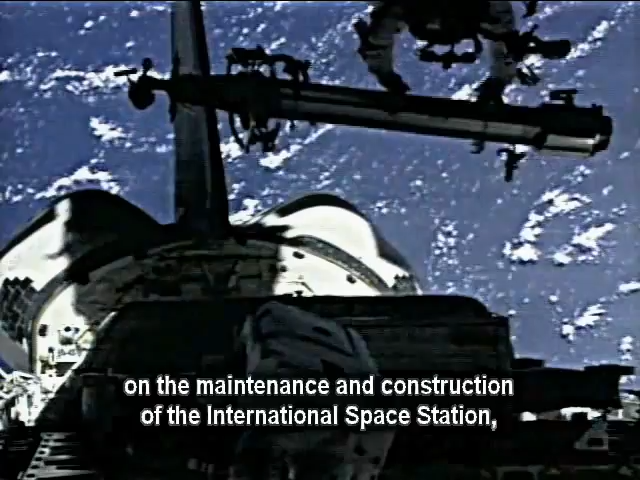 on the maintenance and construction
of the International Space Station,